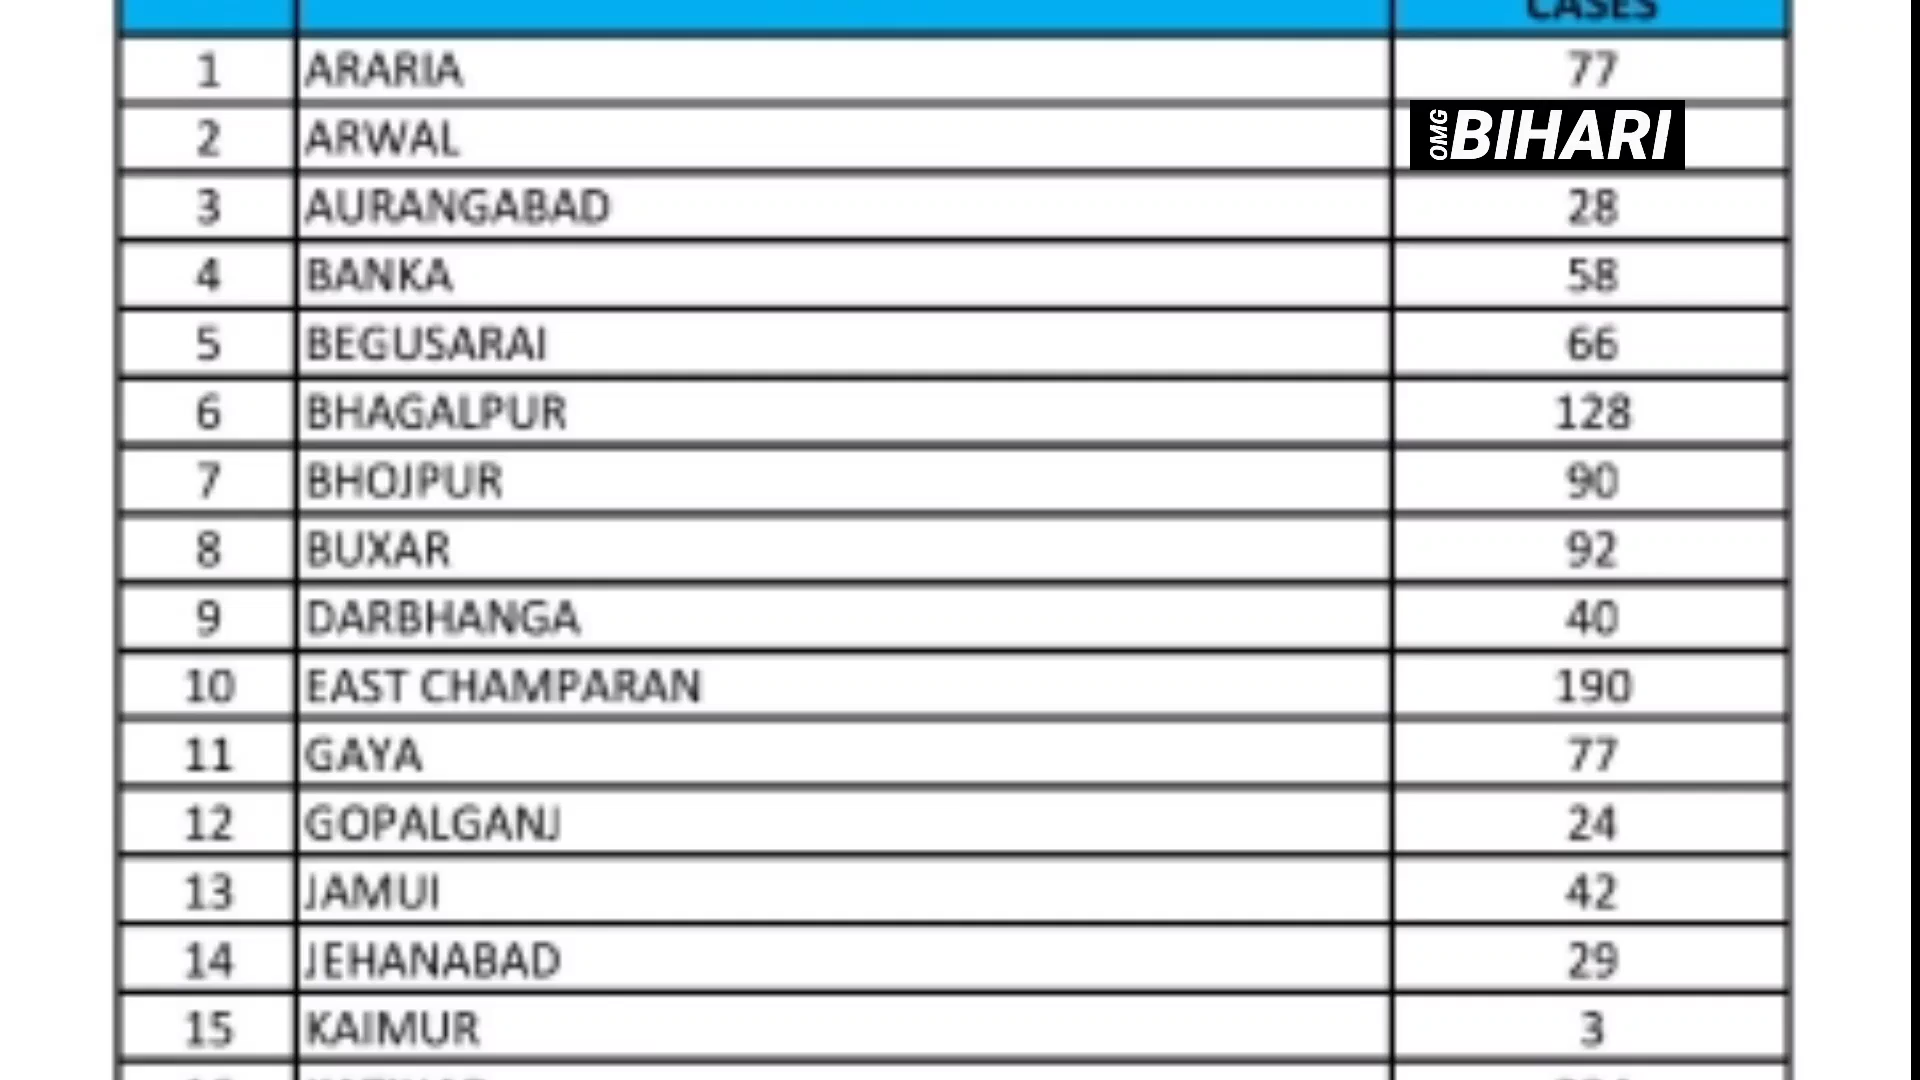 CASES
1 ARARIA 77
2 ARWAL
OMG BIHARI
3 AURANGABAD 28
4 BANKA 58
5 BEGUSARAI 66
6 BHAGALPUR 128
7 BHOJPUR 90
8 BUXAR 92
9 DARBHANGA 40
10 EAST CHAMPARAN 190
11 GAYA 77
12 GOPALGANJ 24
13 JAMUI 42
14 JEHANABAD 29
15 KAIMUR 3